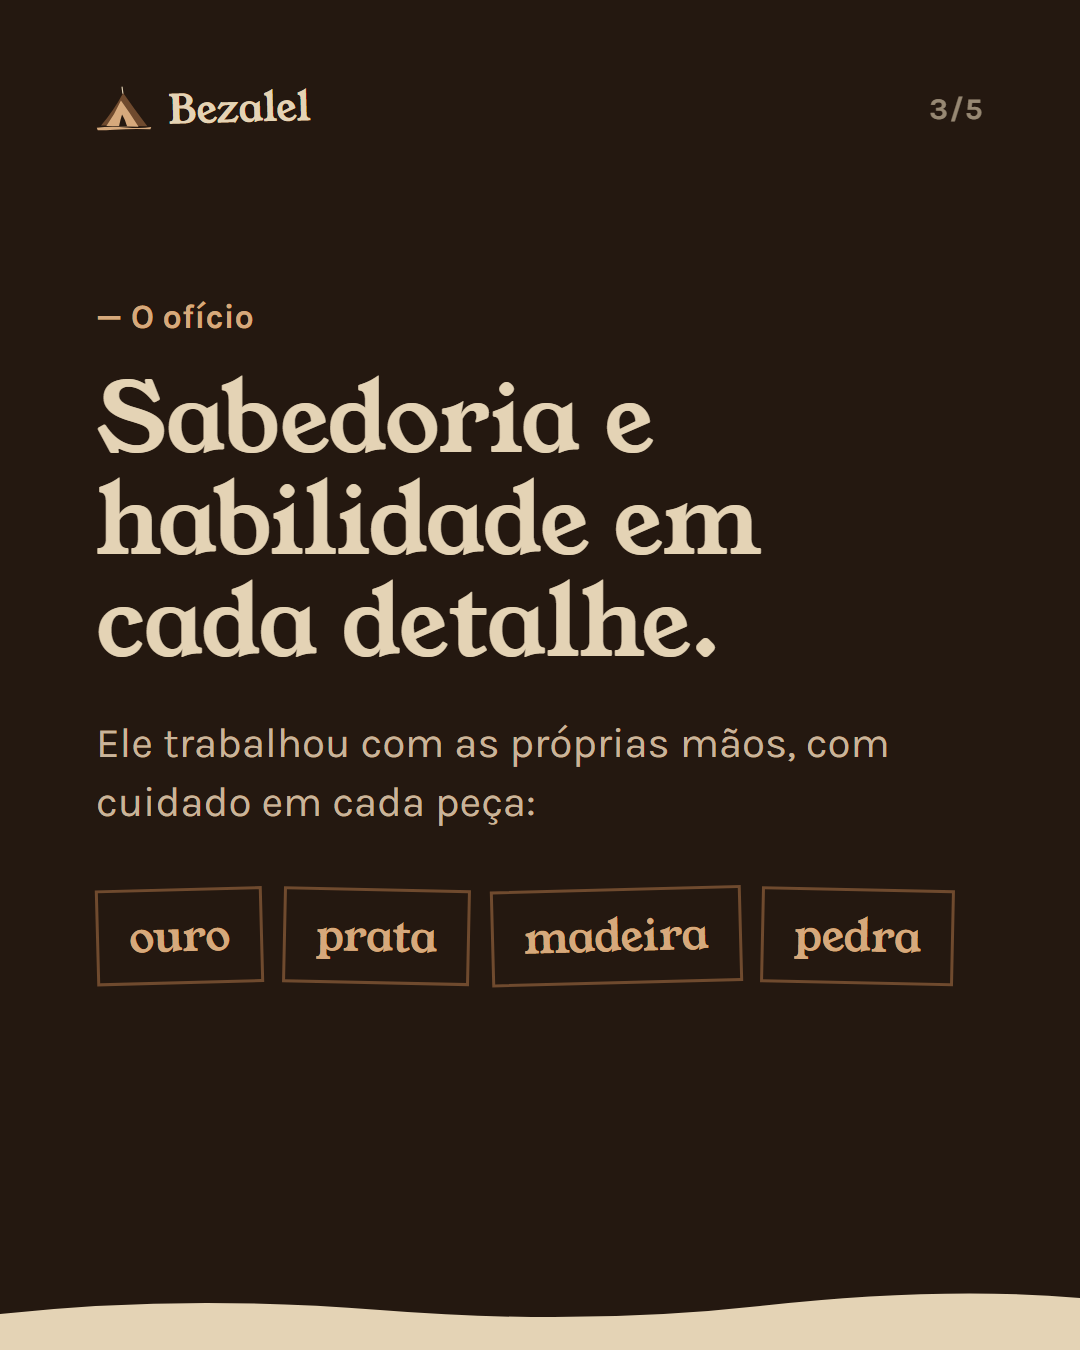 Bezalel
3/5
— O ofício
Sabedoria e
habilidade em
cada detalhe.
Ele trabalhou com as próprias mãos, com
cuidado em cada peça:
ouro
prata
madeira
pedra